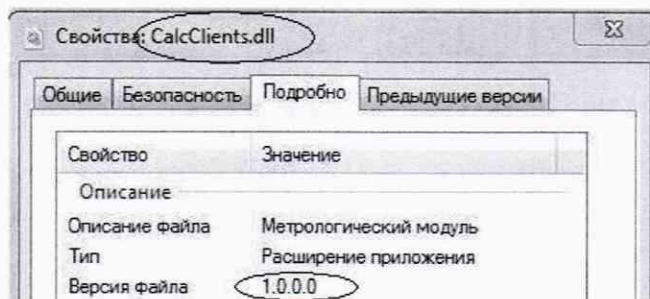 Свойства: CalcClients.dll
Общие Безопасность Подробно Предыдущие версии
Свойство Значение
Описание
Описание файла Метрологический модуль
Тип Расширение приложения
Версия файла 1.0.0.0